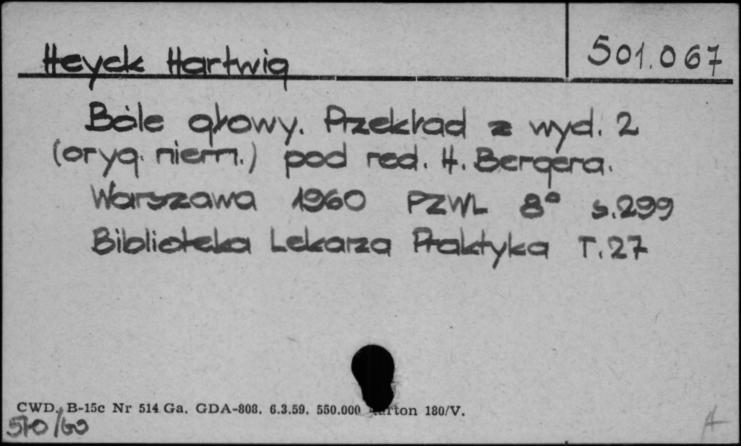 Heyck Hartwig 501.067
Bóle głowy. Przekład z wyd. 2
(oryg. niem.) pod red. H. Bergera.
Warszawa 1960 PZWL 8° s.299
Biblioteka Lekarza Praktyka T.27
CWD. B-15c Nr 514 Ga. GDA-808. 6.3.59. 550.000 karton 180/V.
510/60
A